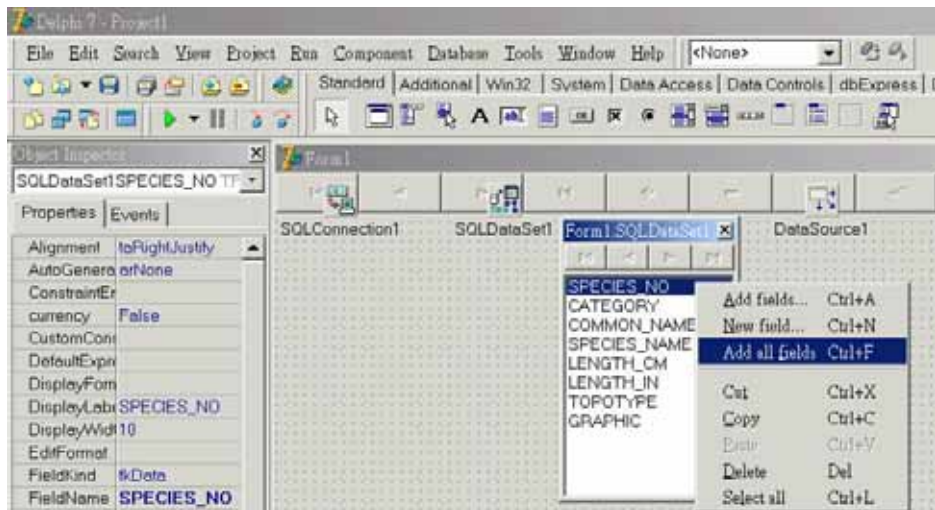 Delphi 7 - Project1
File Edit Search View Project Run Component Database Tools Window Help <None>
Standard Additional Win32 System Data Access Data Controls dbExpress
Object Inspector
SQLDataSet1SPECIES_NO
Properties Events
Alignment taRightJustify
AutoGenera arNone
ConstraintEr
currency False
CustomCons
DefaultExpr
DisplayForm
DisplayLabe SPECIES_NO
DisplayWidt 10
EditFormat
FieldKind fkData
FieldName SPECIES_NO
Form1
SQLConnection1 SQLDataSet1 DataSource1
Form1.SQLDataSet1
SPECIES_NO
CATEGORY
COMMON_NAME
SPECIES_NAME
LENGTH_CM
LENGTH_IN
TOPOTYPE
GRAPHIC
Add fields... Ctrl+A
New field... Ctrl+N
Add all fields Ctrl+F
Cut Ctrl+X
Copy Ctrl+C
Paste Ctrl+V
Delete Del
Select all Ctrl+L